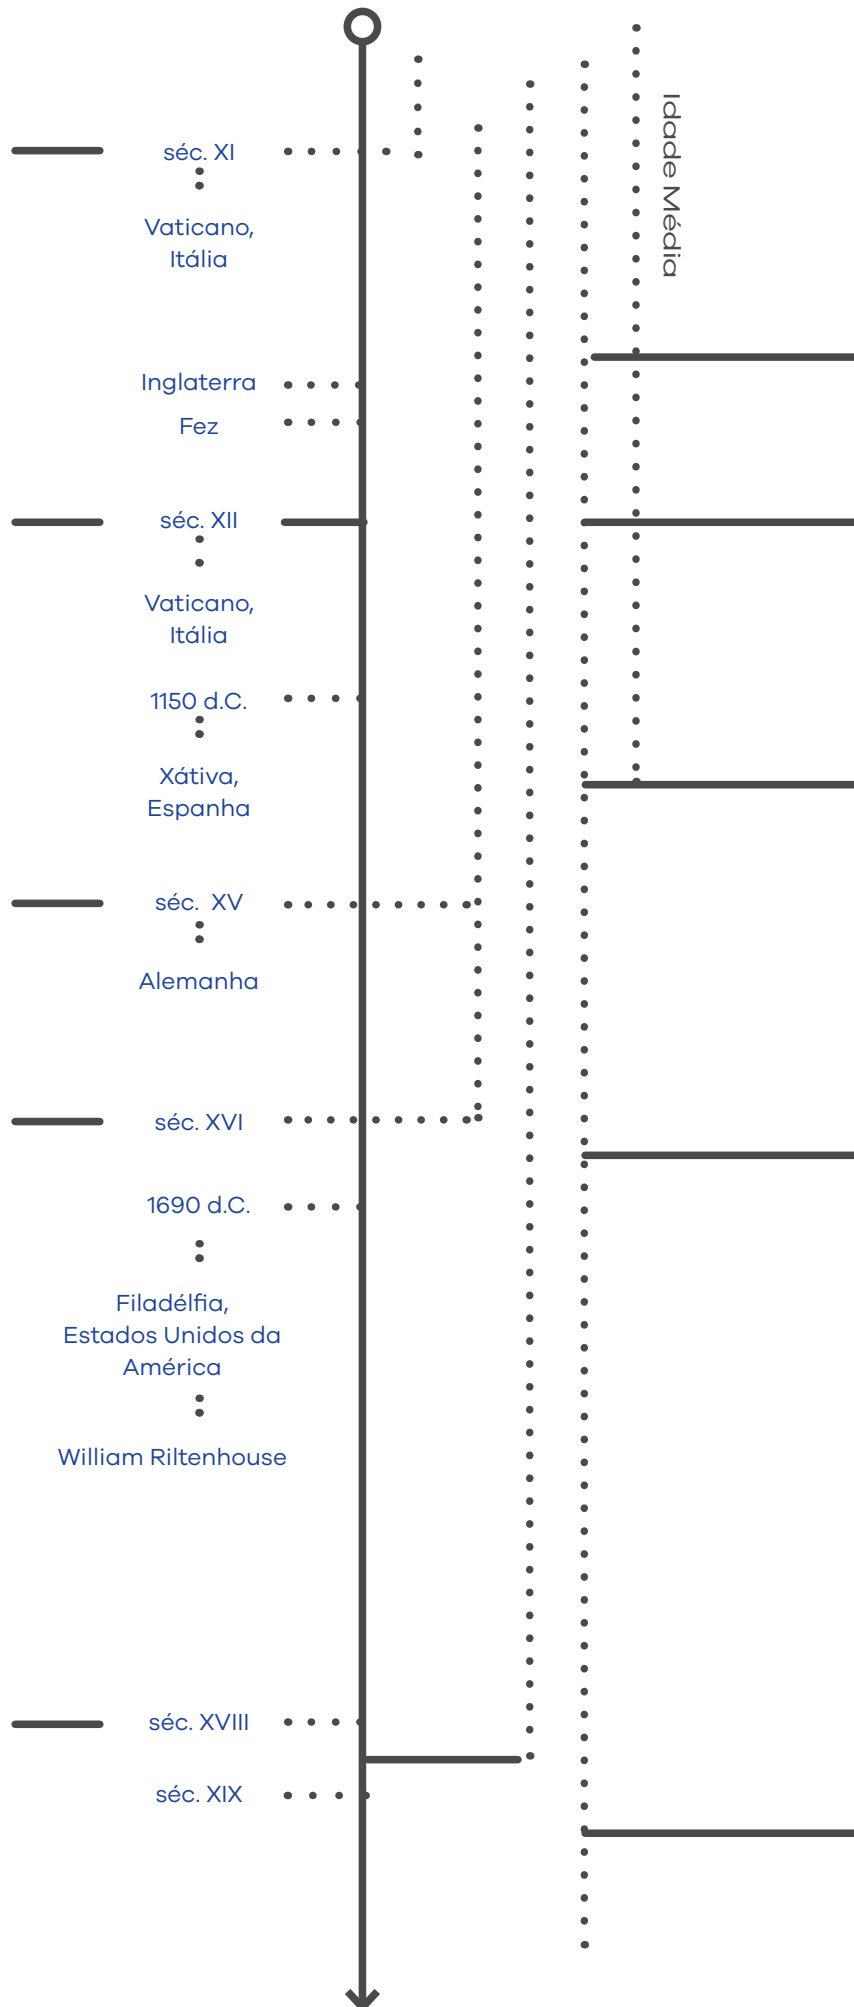 Idade Média
séc. XI
Vaticano,
Itália
Inglaterra
Fez
séc. XII
Vaticano,
Itália
1150 d.C.
Xátiva,
Espanha
séc. XV
Alemanha
séc. XVI
1690 d.C.
Filadélfia,
Estados Unidos da
América
William Riltenhouse
séc. XVIII
séc. XIX